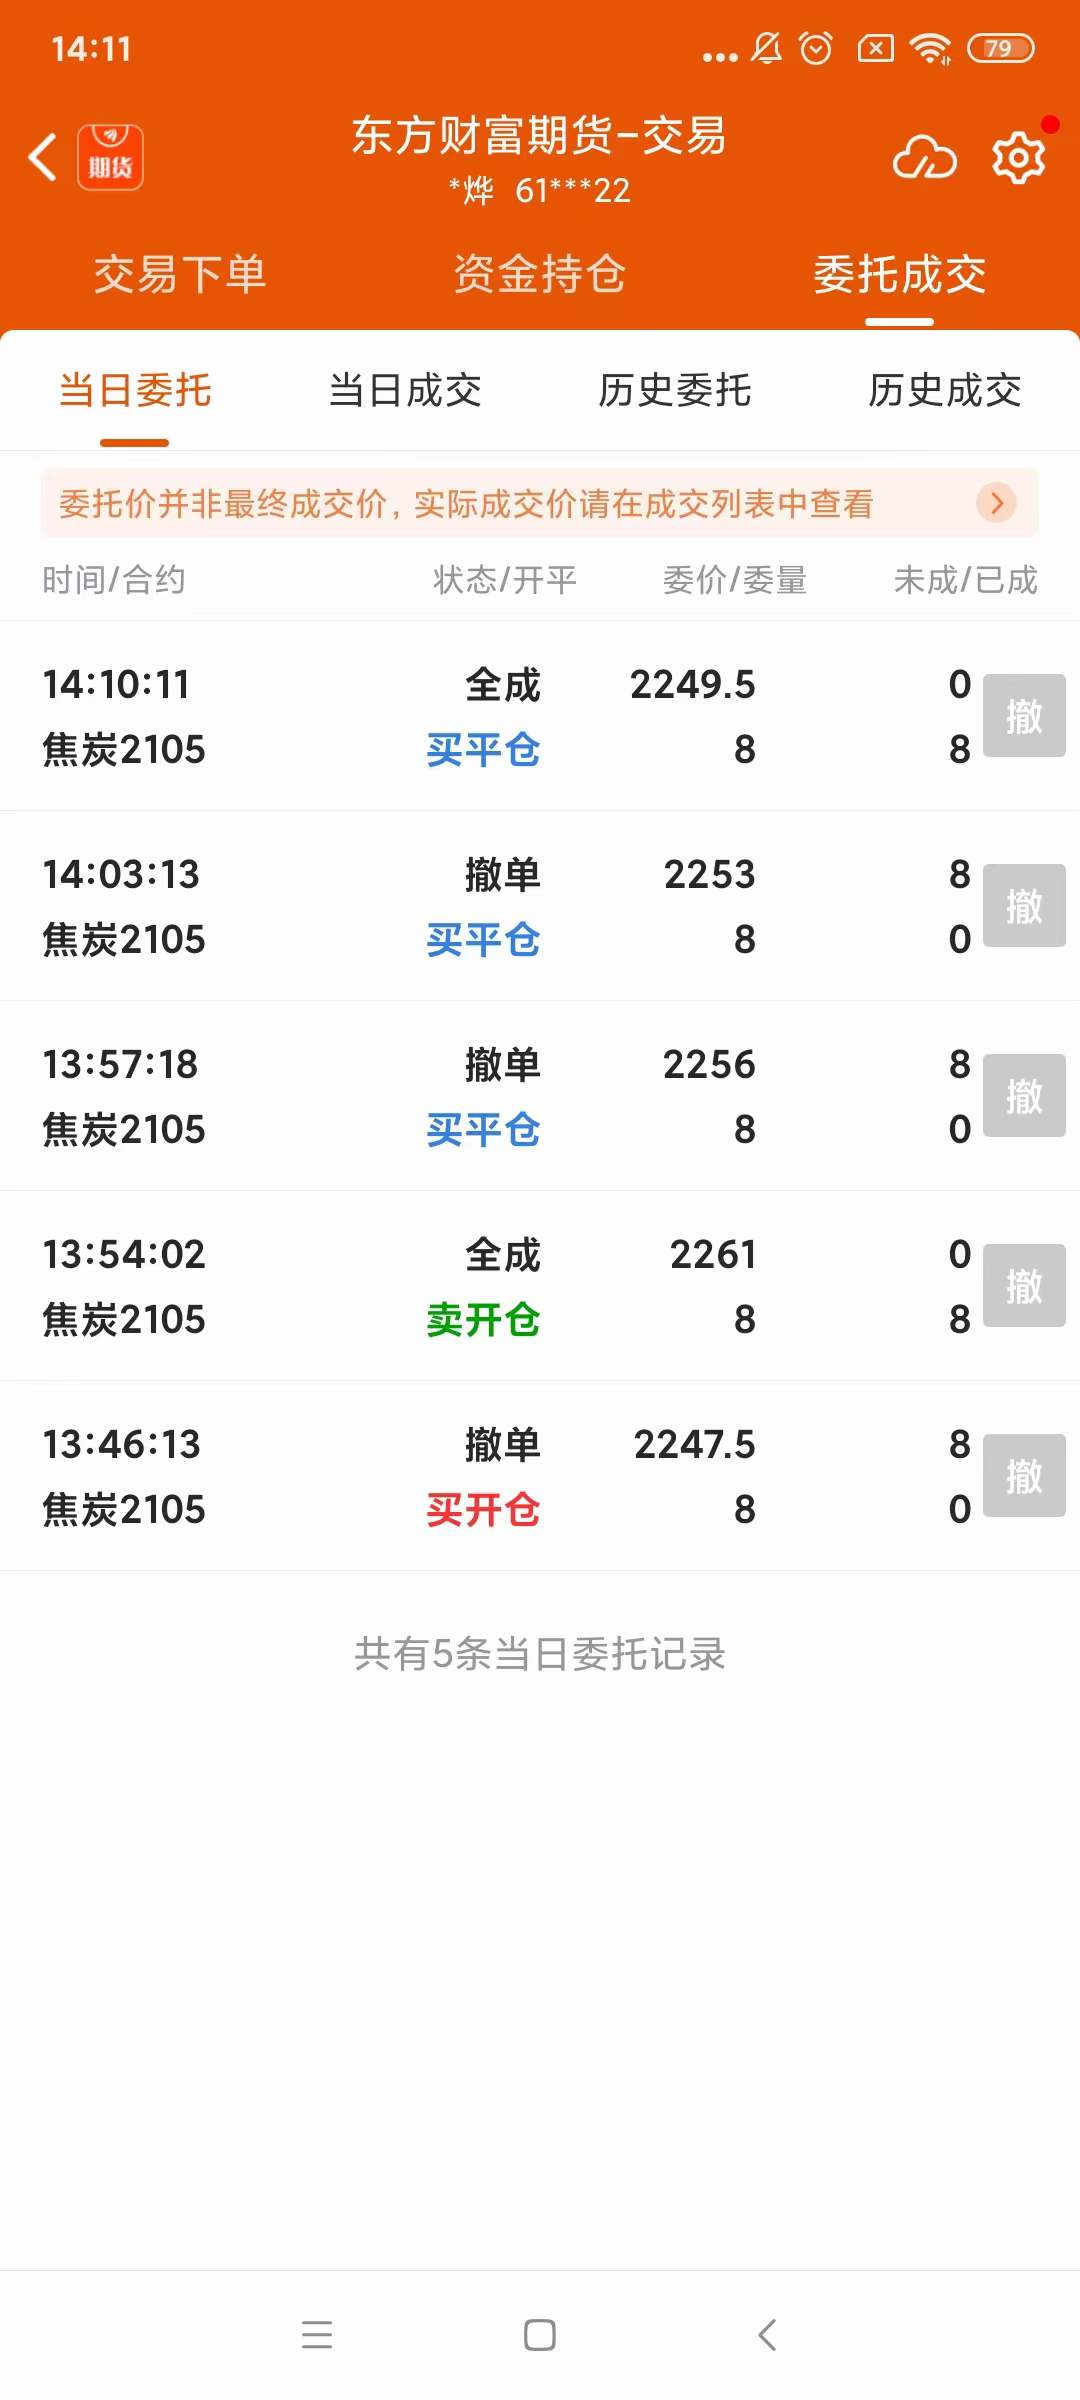 14:11
79
期货
东方财富期货-交易
*烨 61***22
交易下单 资金持仓 委托成交
当日委托 当日成交 历史委托 历史成交
委托价并非最终成交价，实际成交价请在成交列表中查看
时间/合约 状态/开平 委价/委量 未成/已成
14:10:11 全成 2249.5 0
焦炭2105 买平仓 8 8
撤
14:03:13 撤单 2253 8
焦炭2105 买平仓 8 0
撤
13:57:18 撤单 2256 8
焦炭2105 买平仓 8 0
撤
13:54:02 全成 2261 0
焦炭2105 卖开仓 8 8
撤
13:46:13 撤单 2247.5 8
焦炭2105 买开仓 8 0
撤
共有5条当日委托记录